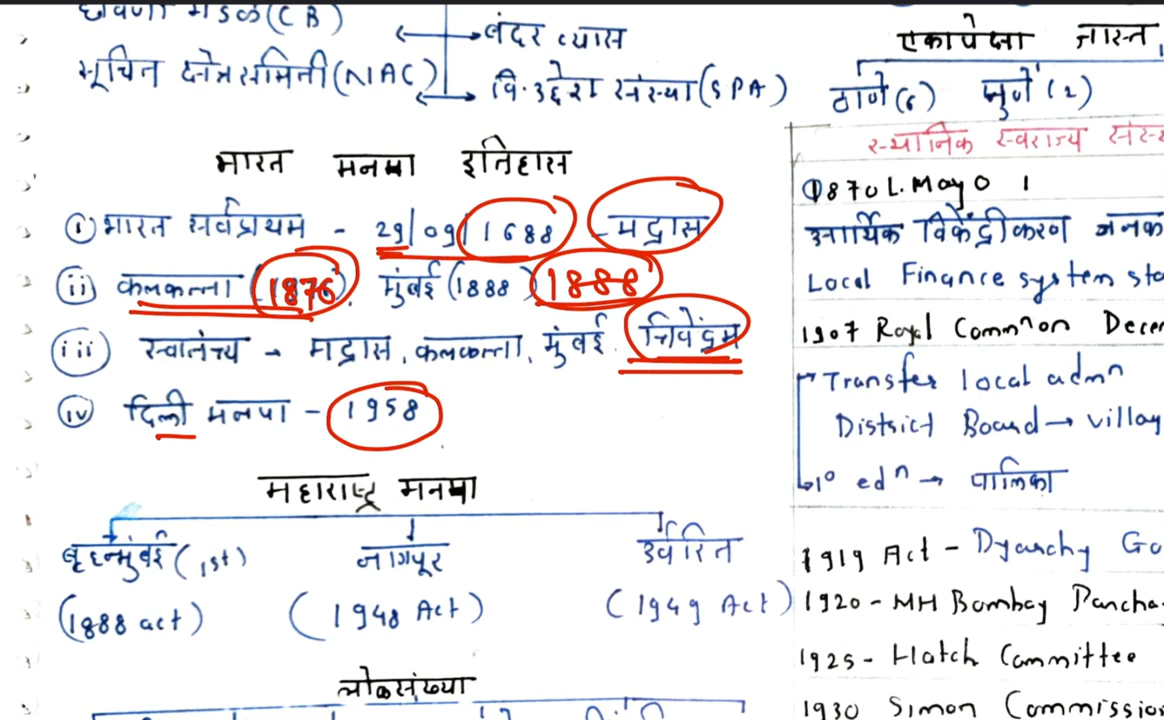 छावणी मंडळ (CB)
बंदर न्यास
सूचित क्षेत्र समिती (NAC)
वि. उद्देश संस्था (SPA)
भारत मनपा इतिहास
i) भारत सर्वप्रथम - 29/09/1688 - मद्रास
ii) कलकत्ता (1876), मुंबई (1888) 1888
iii) स्वातंत्र्य - मद्रास, कलकत्ता, मुंबई. त्रिवेंद्रम
iv) दिल्ली मनपा - 1958
महाराष्ट्र मनपा
बृहन्मुंबई (1st) नागपूर उर्वरित
(1888 act) (1948 Act) (1949 Act)
लोकसंख्या
एकापेक्षा जास्त
ठाणे (6) पुणे (2)
स्थानिक स्वराज्य
1870 L. Mayo
आर्थिक विकेंद्रीकरण जनक
Local Finance system
1907 Royal Commⁿon
Transfer local admⁿ
District Board →
1° edⁿ → पालिका
1919 Act - Dyarchy
1920 - MH Bombay
1925 - Hatch Committee
1930 Simon